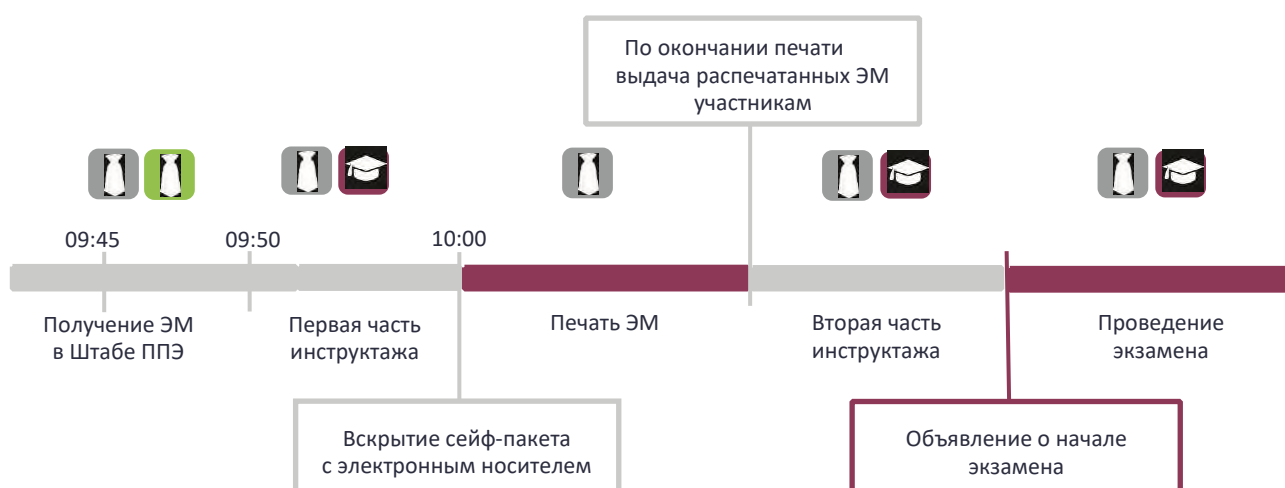 По окончании печати
выдача распечатанных ЭМ
участникам
09:45
09:50
10:00
Получение ЭМ
в Штабе ППЭ
Первая часть
инструктажа
Печать ЭМ
Вторая часть
инструктажа
Проведение
экзамена
Вскрытие сейф-пакета
с электронным носителем
Объявление о начале
экзамена